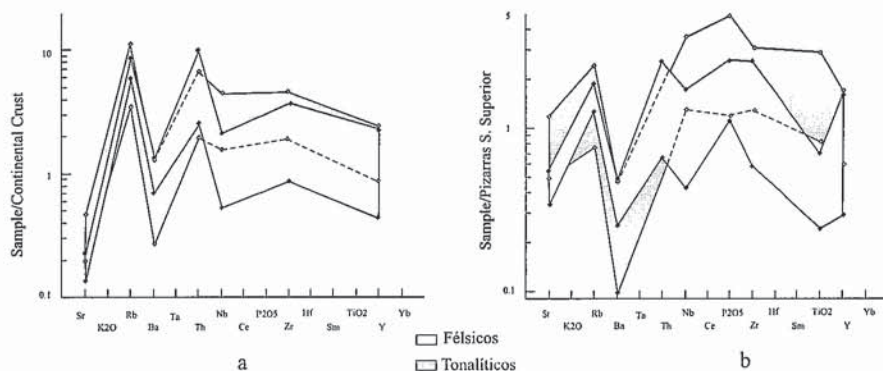 10
1
0.1
Sample/Continental Crust
Sr K2O Rb Ba Ta Th Nb Ce P2O5 Zr Hf Sm TiO2 Y Yb
a
5
1
0.1
Sample/Pizarras S. Superior
Sr K2O Rb Ba Ta Th Nb Ce P2O5 Zr Hf Sm TiO2 Y Yb
b
Félsicos
Tonalíticos